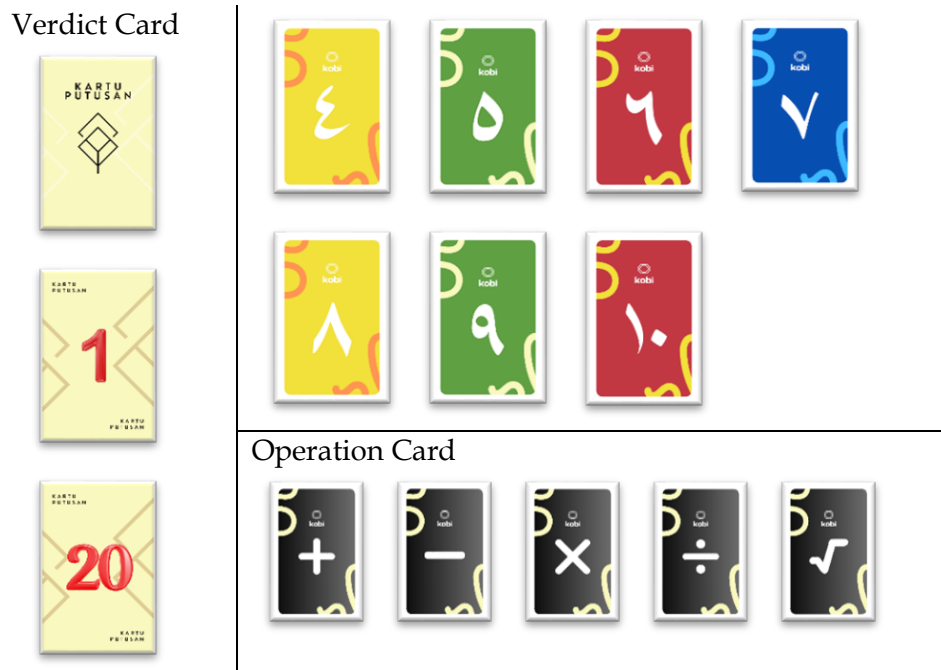 Verdict Card
KARTU
PUTUSAN
KARTU
PUTUSAN
1
KARTU
PUTUSAN
KARTU
PUTUSAN
20
KARTU
PUTUSAN
kobi
٤
kobi
٥
kobi
٦
kobi
٧
kobi
٨
kobi
٩
kobi
١٠
Operation Card
kobi
+
kobi
−
kobi
×
kobi
÷
kobi
√